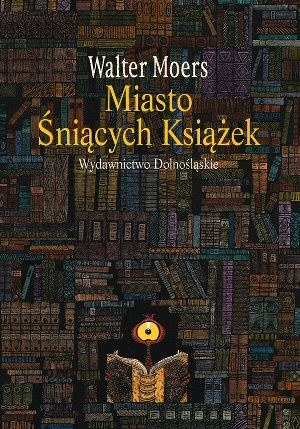 Walter Moers
Miasto
Śniących Książek
Wydawnictwo Dolnośląskie